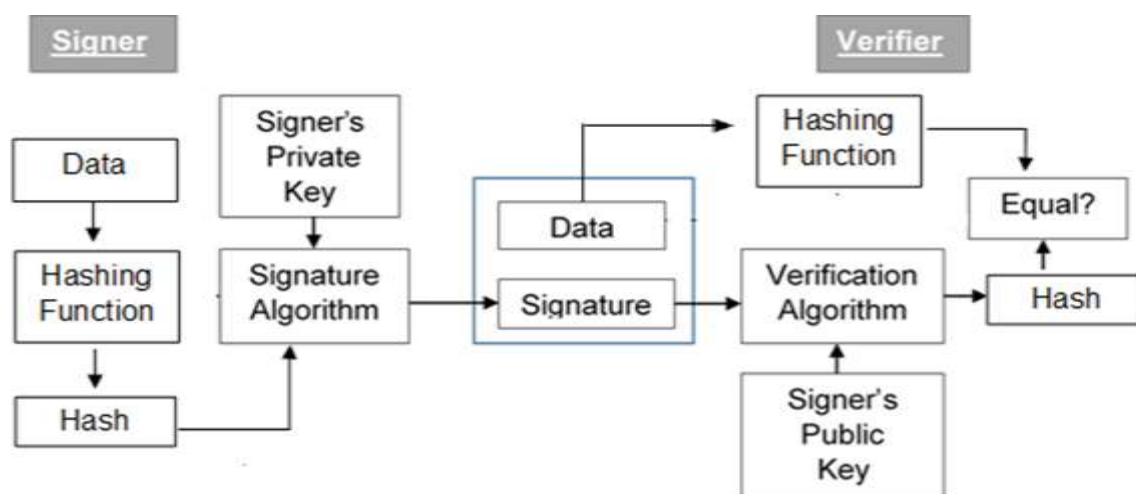 Signer
Verifier
Data
Hashing
Function
Hash
Signer's
Private
Key
Signature
Algorithm
Data
Signature
Hashing
Function
Verification
Algorithm
Signer's
Public
Key
Equal?
Hash